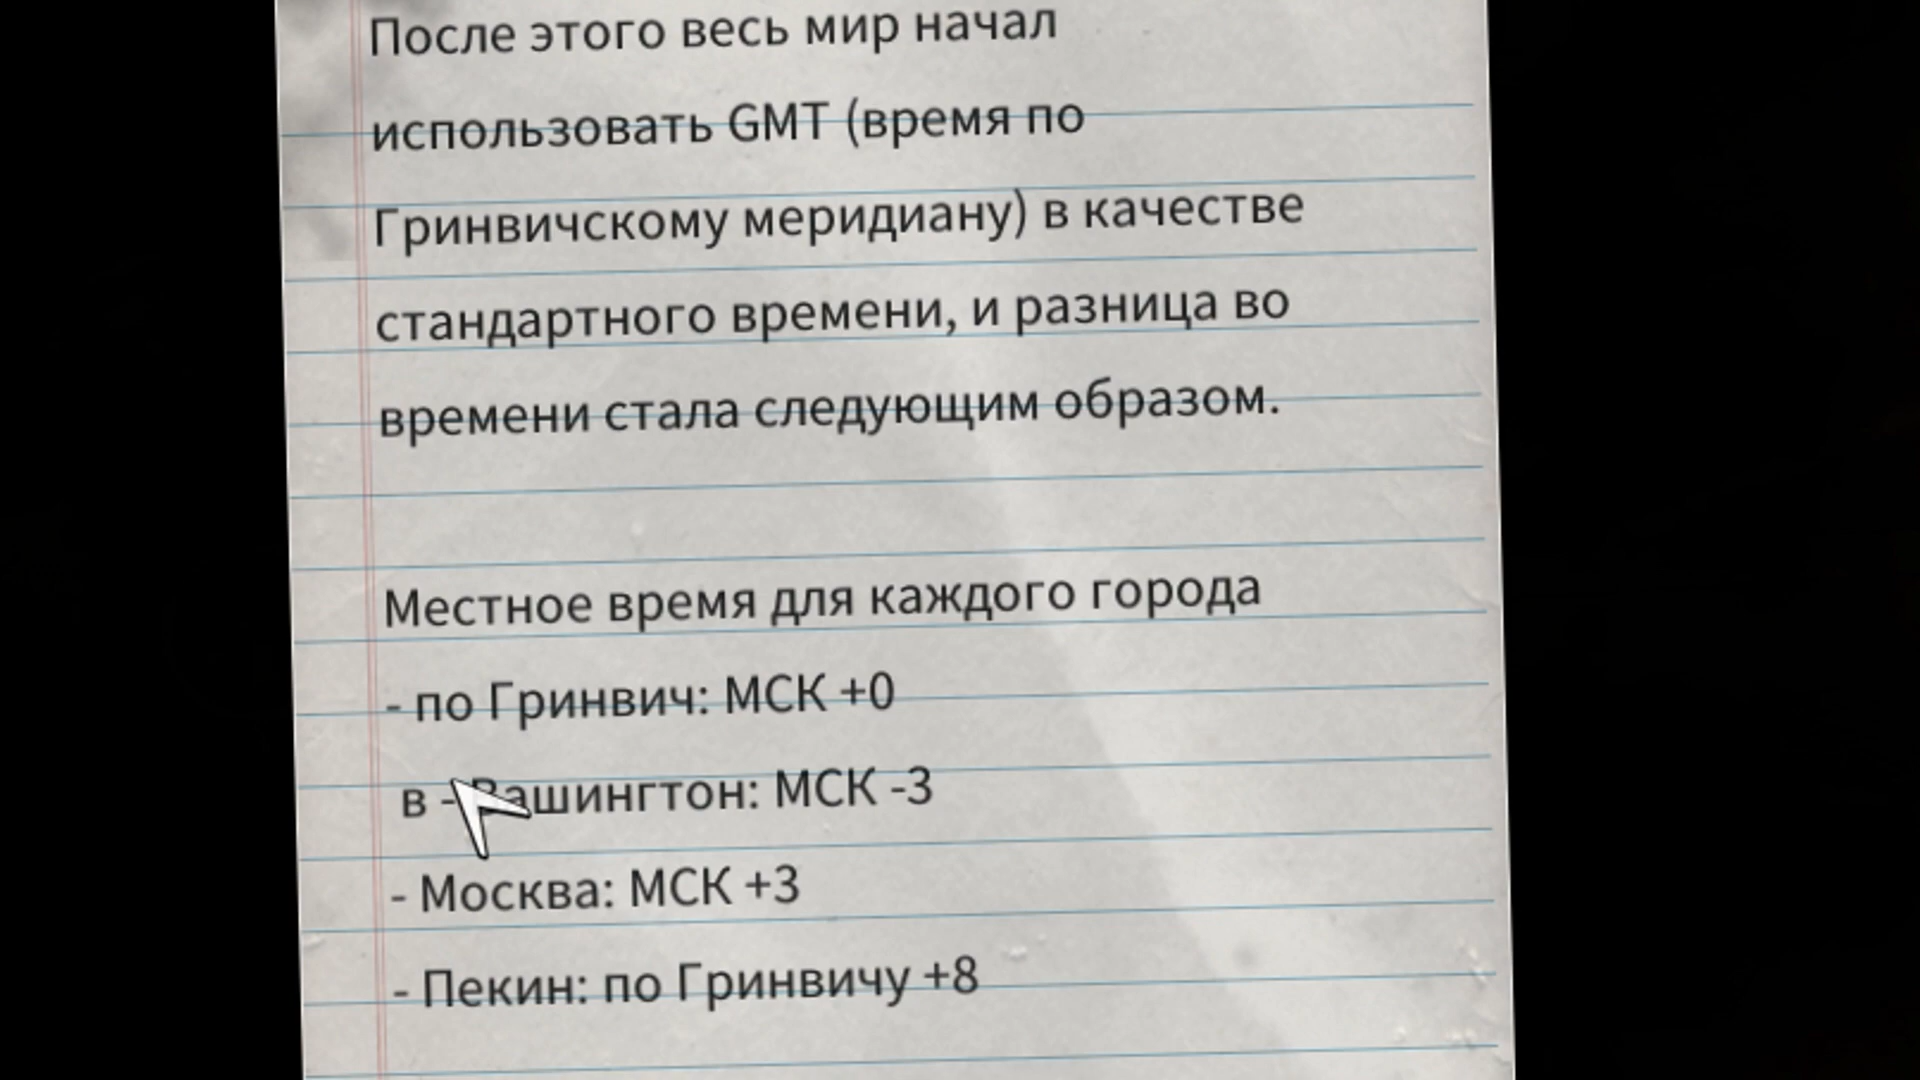 После этого весь мир начал
использовать GMT (время по
Гринвичскому меридиану) в качестве
стандартного времени, и разница во
времени стала следующим образом.
Местное время для каждого города
- по Гринвич: МСК +0
в - Вашингтон: МСК -3
- Москва: МСК +3
- Пекин: по Гринвичу +8